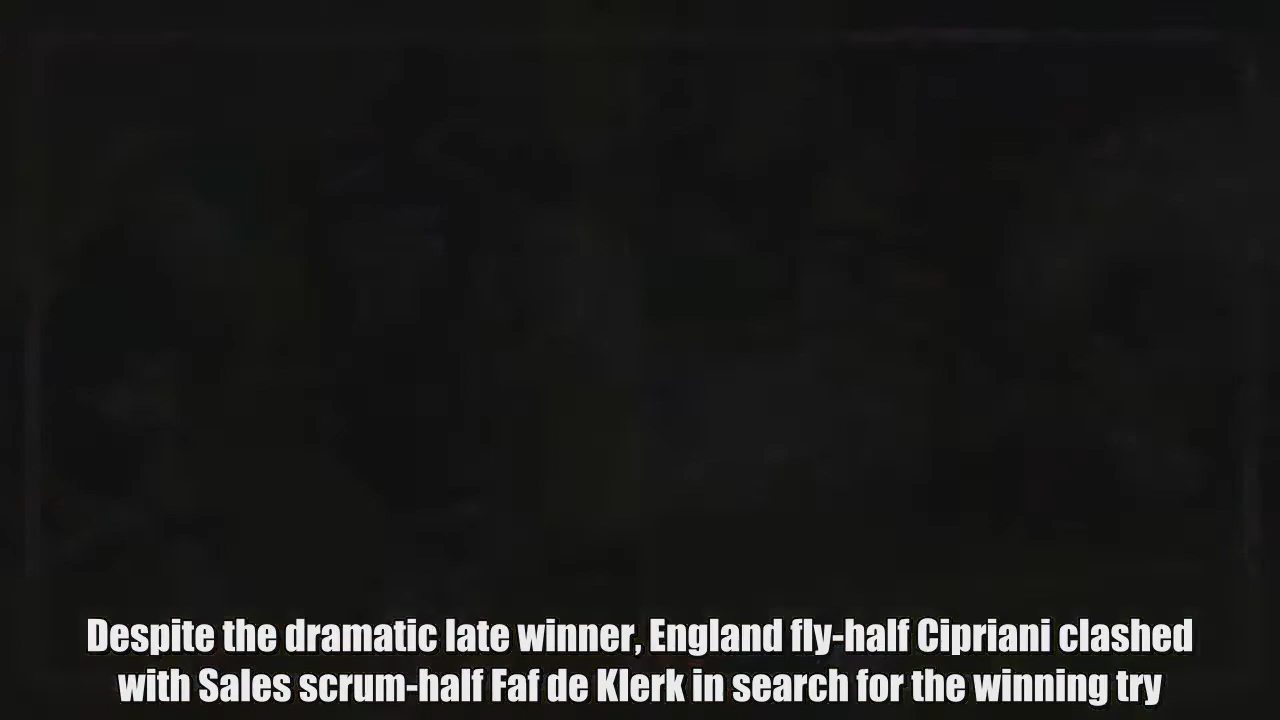 Despite the dramatic late winner, England fly-half Cipriani clashed
with Sales scrum-half Faf de Klerk in search for the winning try